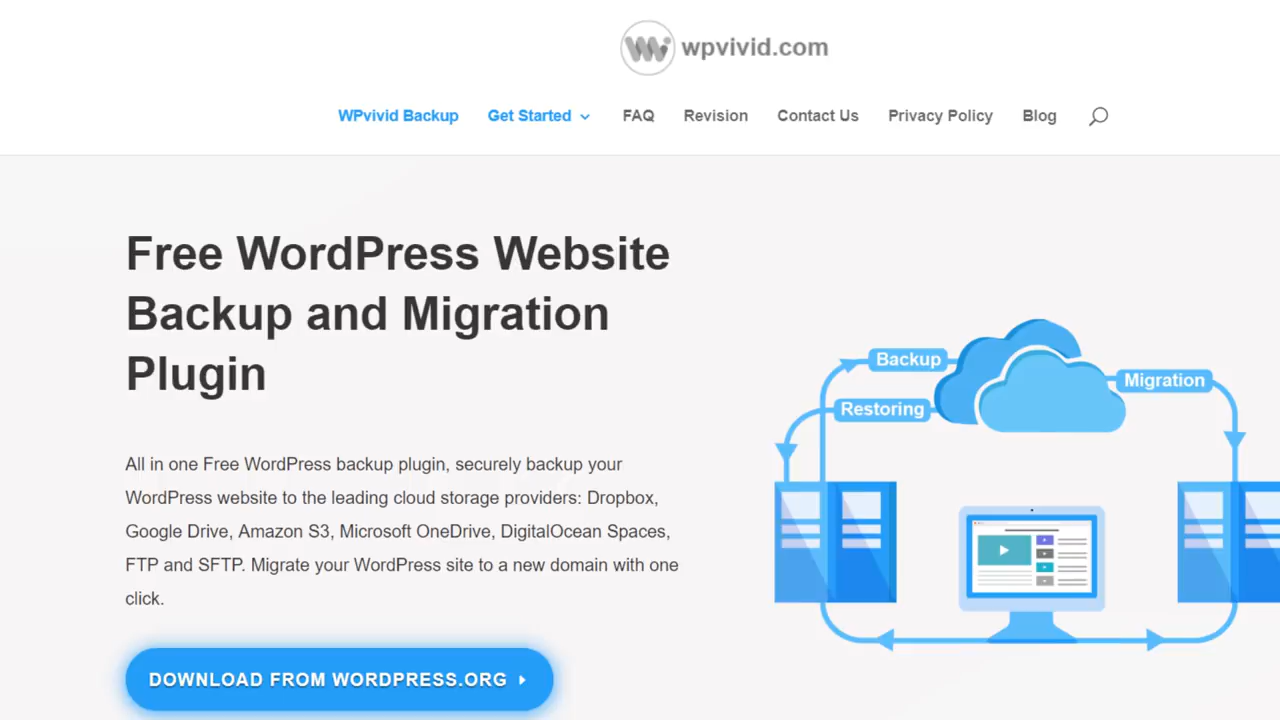 wpvivid.com
WPvivid Backup Get Started FAQ Revision Contact Us Privacy Policy Blog
Free WordPress Website
Backup and Migration
Plugin
All in one Free WordPress backup plugin, securely backup your
WordPress website to the leading cloud storage providers: Dropbox,
Google Drive, Amazon S3, Microsoft OneDrive, DigitalOcean Spaces,
FTP and SFTP. Migrate your WordPress site to a new domain with one
click.
DOWNLOAD FROM WORDPRESS.ORG
Backup
Migration
Restoring